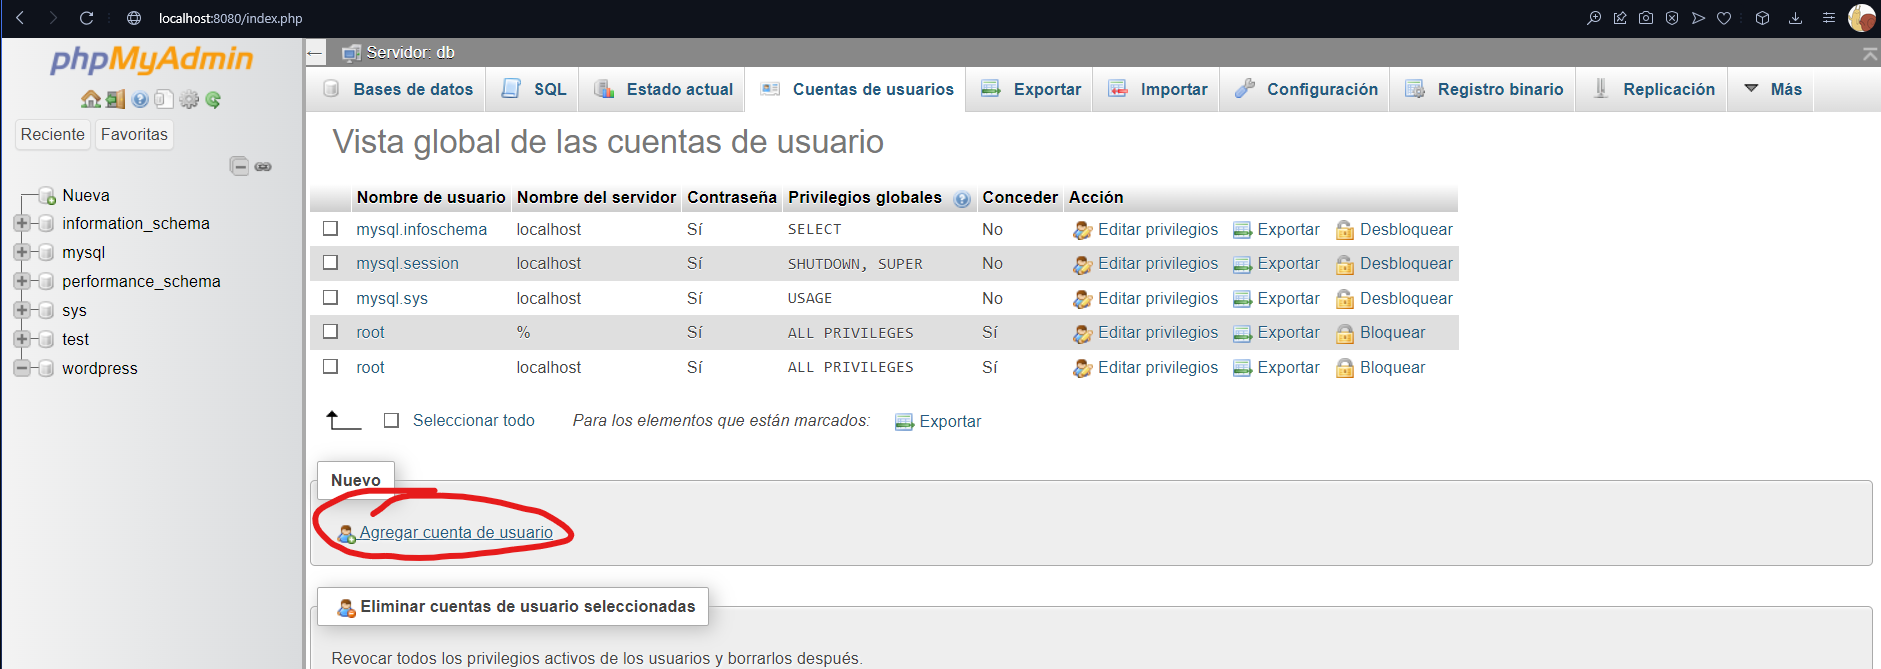 localhost:8080/index.php
phpMyAdmin
Reciente Favoritas
Nueva
information_schema
mysql
performance_schema
sys
test
wordpress
Servidor: db
Bases de datos SQL Estado actual Cuentas de usuarios Exportar Importar Configuración Registro binario Replicación Más
Vista global de las cuentas de usuario
Nombre de usuario Nombre del servidor Contraseña Privilegios globales Conceder Acción
mysql.infoschema localhost Sí SELECT No Editar privilegios Exportar Desbloquear
mysql.session localhost Sí SHUTDOWN, SUPER No Editar privilegios Exportar Desbloquear
mysql.sys localhost Sí USAGE No Editar privilegios Exportar Desbloquear
root % Sí ALL PRIVILEGES Sí Editar privilegios Exportar Bloquear
root localhost Sí ALL PRIVILEGES Sí Editar privilegios Exportar Bloquear
Seleccionar todo Para los elementos que están marcados: Exportar
Nuevo
Agregar cuenta de usuario
Eliminar cuentas de usuario seleccionadas
Revocar todos los privilegios activos de los usuarios y borrarlos después.